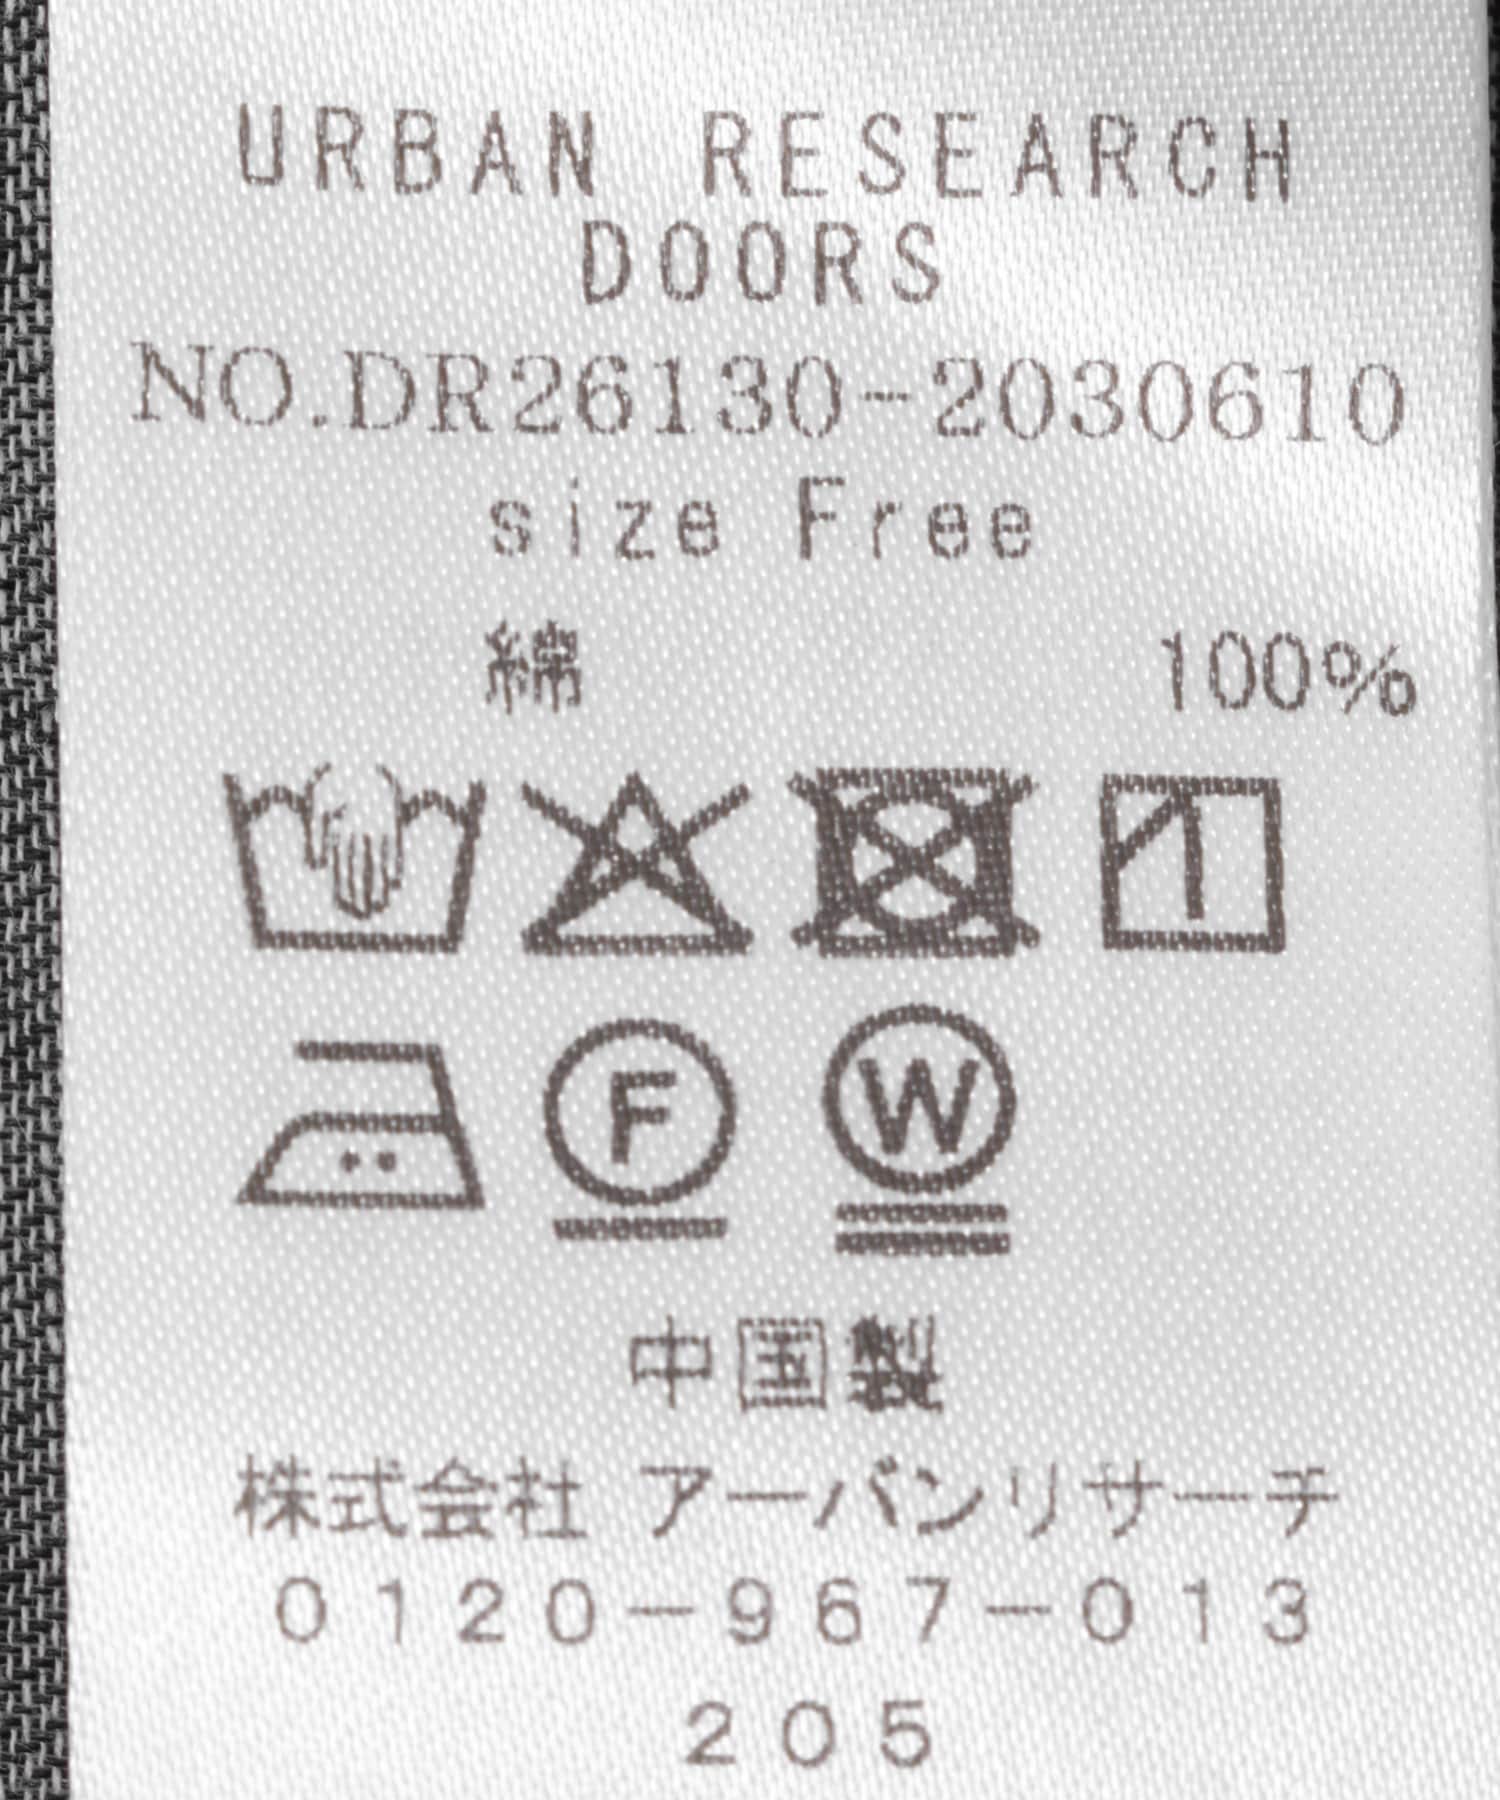 URBAN RESEARCH
DOORS
NO.DR26130-2030610
size Free
綿 100%
F W
中国製
株式会社 アーバンリサーチ
0120-967-013
205